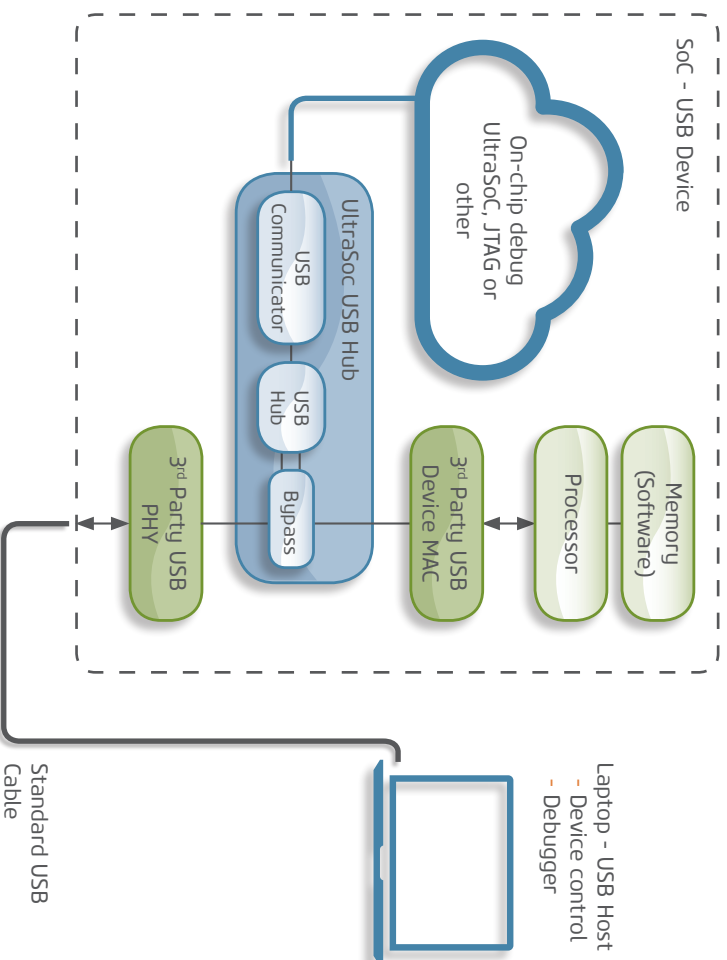 SoC - USB Device
On-chip debug
UltraSoC, JTAG or
other
Memory
(Software)
Processor
3rd Party USB
Device MAC
UltraSoc USB Hub
USB
Communicator
USB
Hub
Bypass
3rd Party USB
PHY
Laptop - USB Host
- Device control
- Debugger
Standard USB
Cable